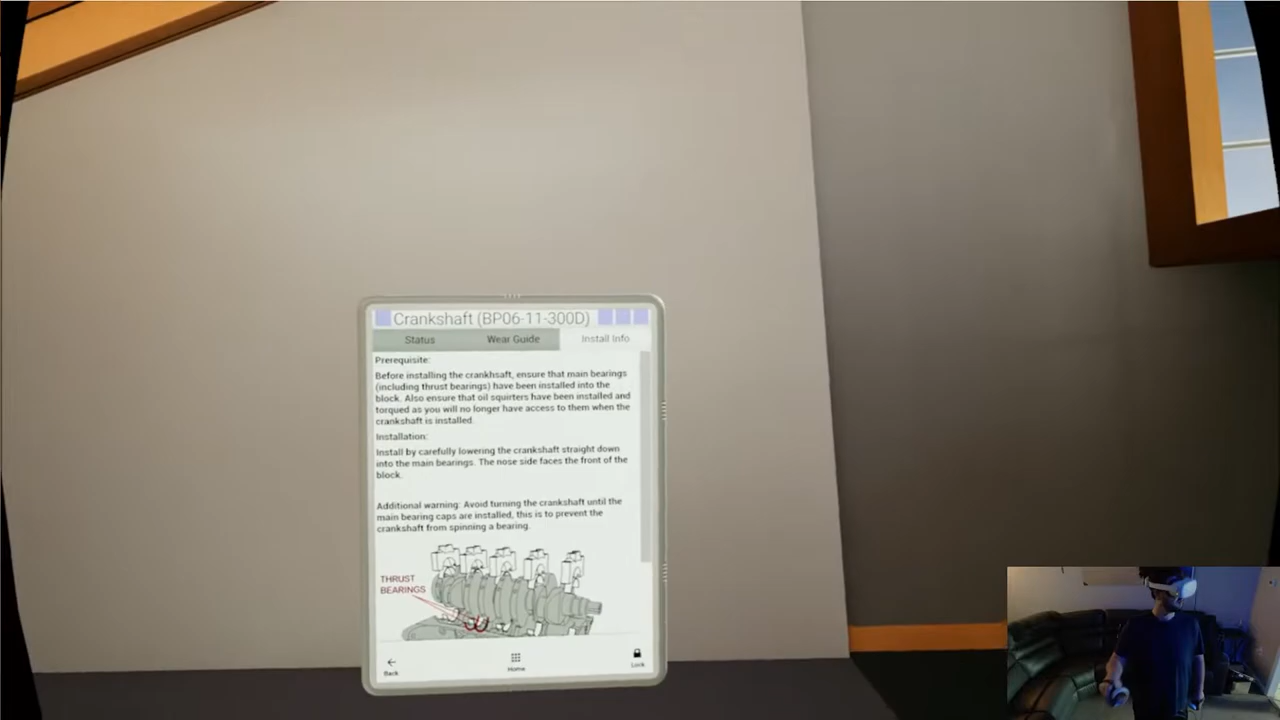 Crankshaft (BP06-11-300D)
Status
Wear Guide
Install Info
Prerequisite:
Before installing the crankhsaft, ensure that main bearings
(including thrust bearings) have been installed into the
block. Also ensure that oil squirters have been installed and
torqued as you will no longer have access to them when the
crankshaft is installed.
Installation:
Install by carefully lowering the crankshaft straight down
into the main bearings. The nose side faces the front of the
block.
Additional warning: Avoid turning the crankshaft until the
main bearing caps are installed, this is to prevent the
crankshaft from spinning a bearing.
THRUST
BEARINGS
Back
Home
Lock